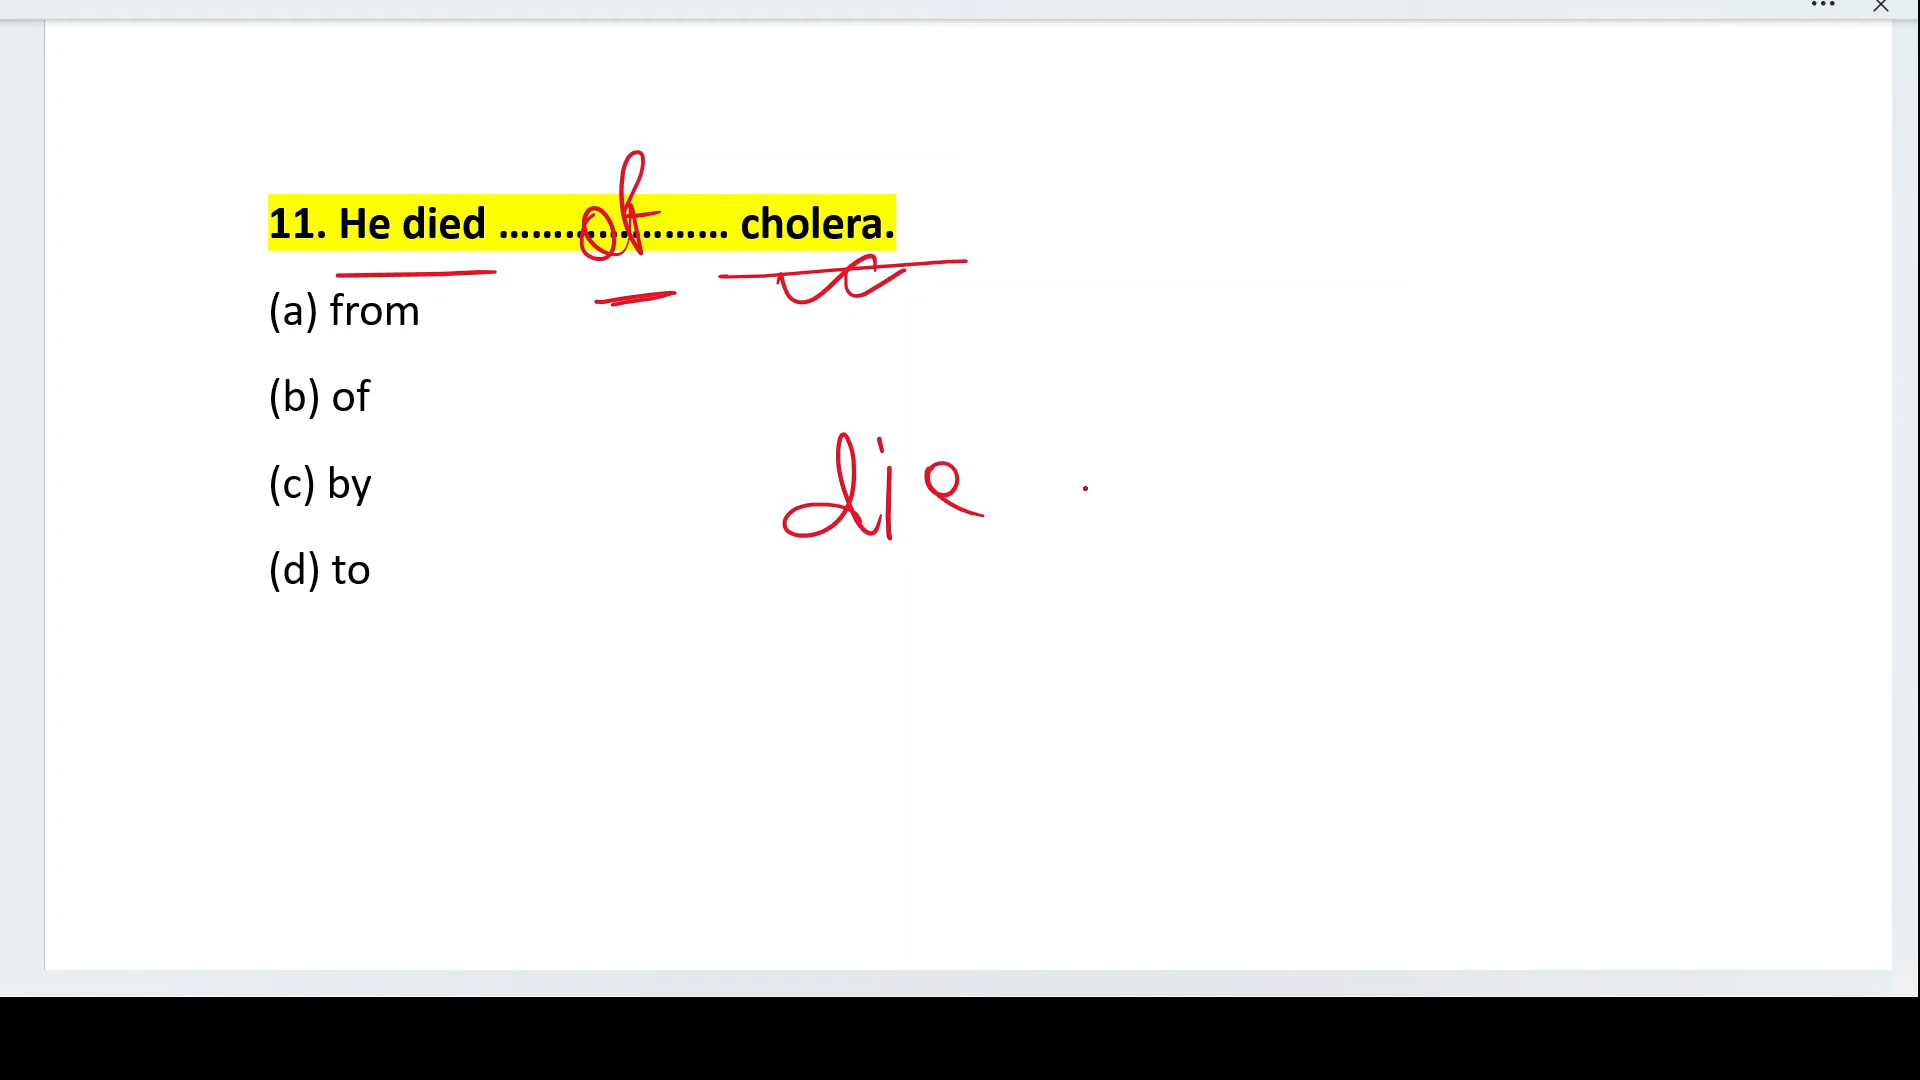 11. He died ..................... cholera.
of
(a) from
(b) of
(c) by
(d) to
die